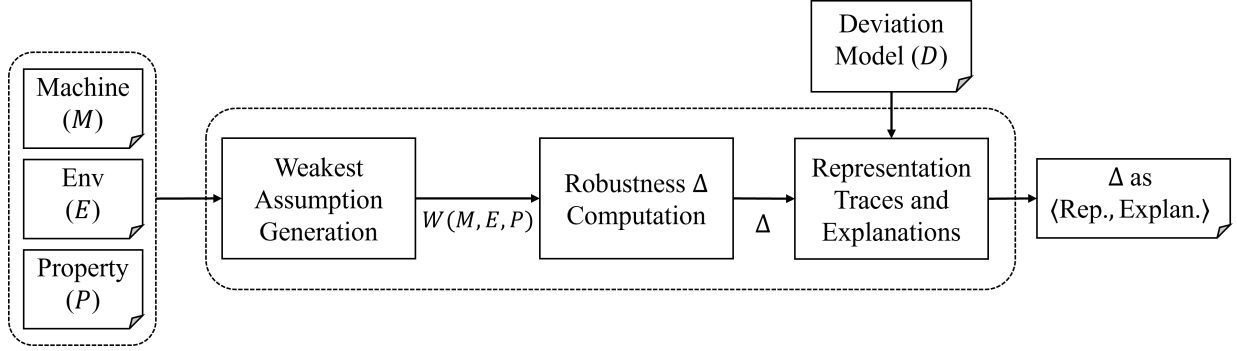 Machine
(M)
Env
(E)
Property
(P)
Weakest
Assumption
Generation
W(M, E, P)
Robustness Δ
Computation
Δ
Deviation
Model (D)
Representation
Traces and
Explanations
Δ as
⟨Rep., Explan.⟩